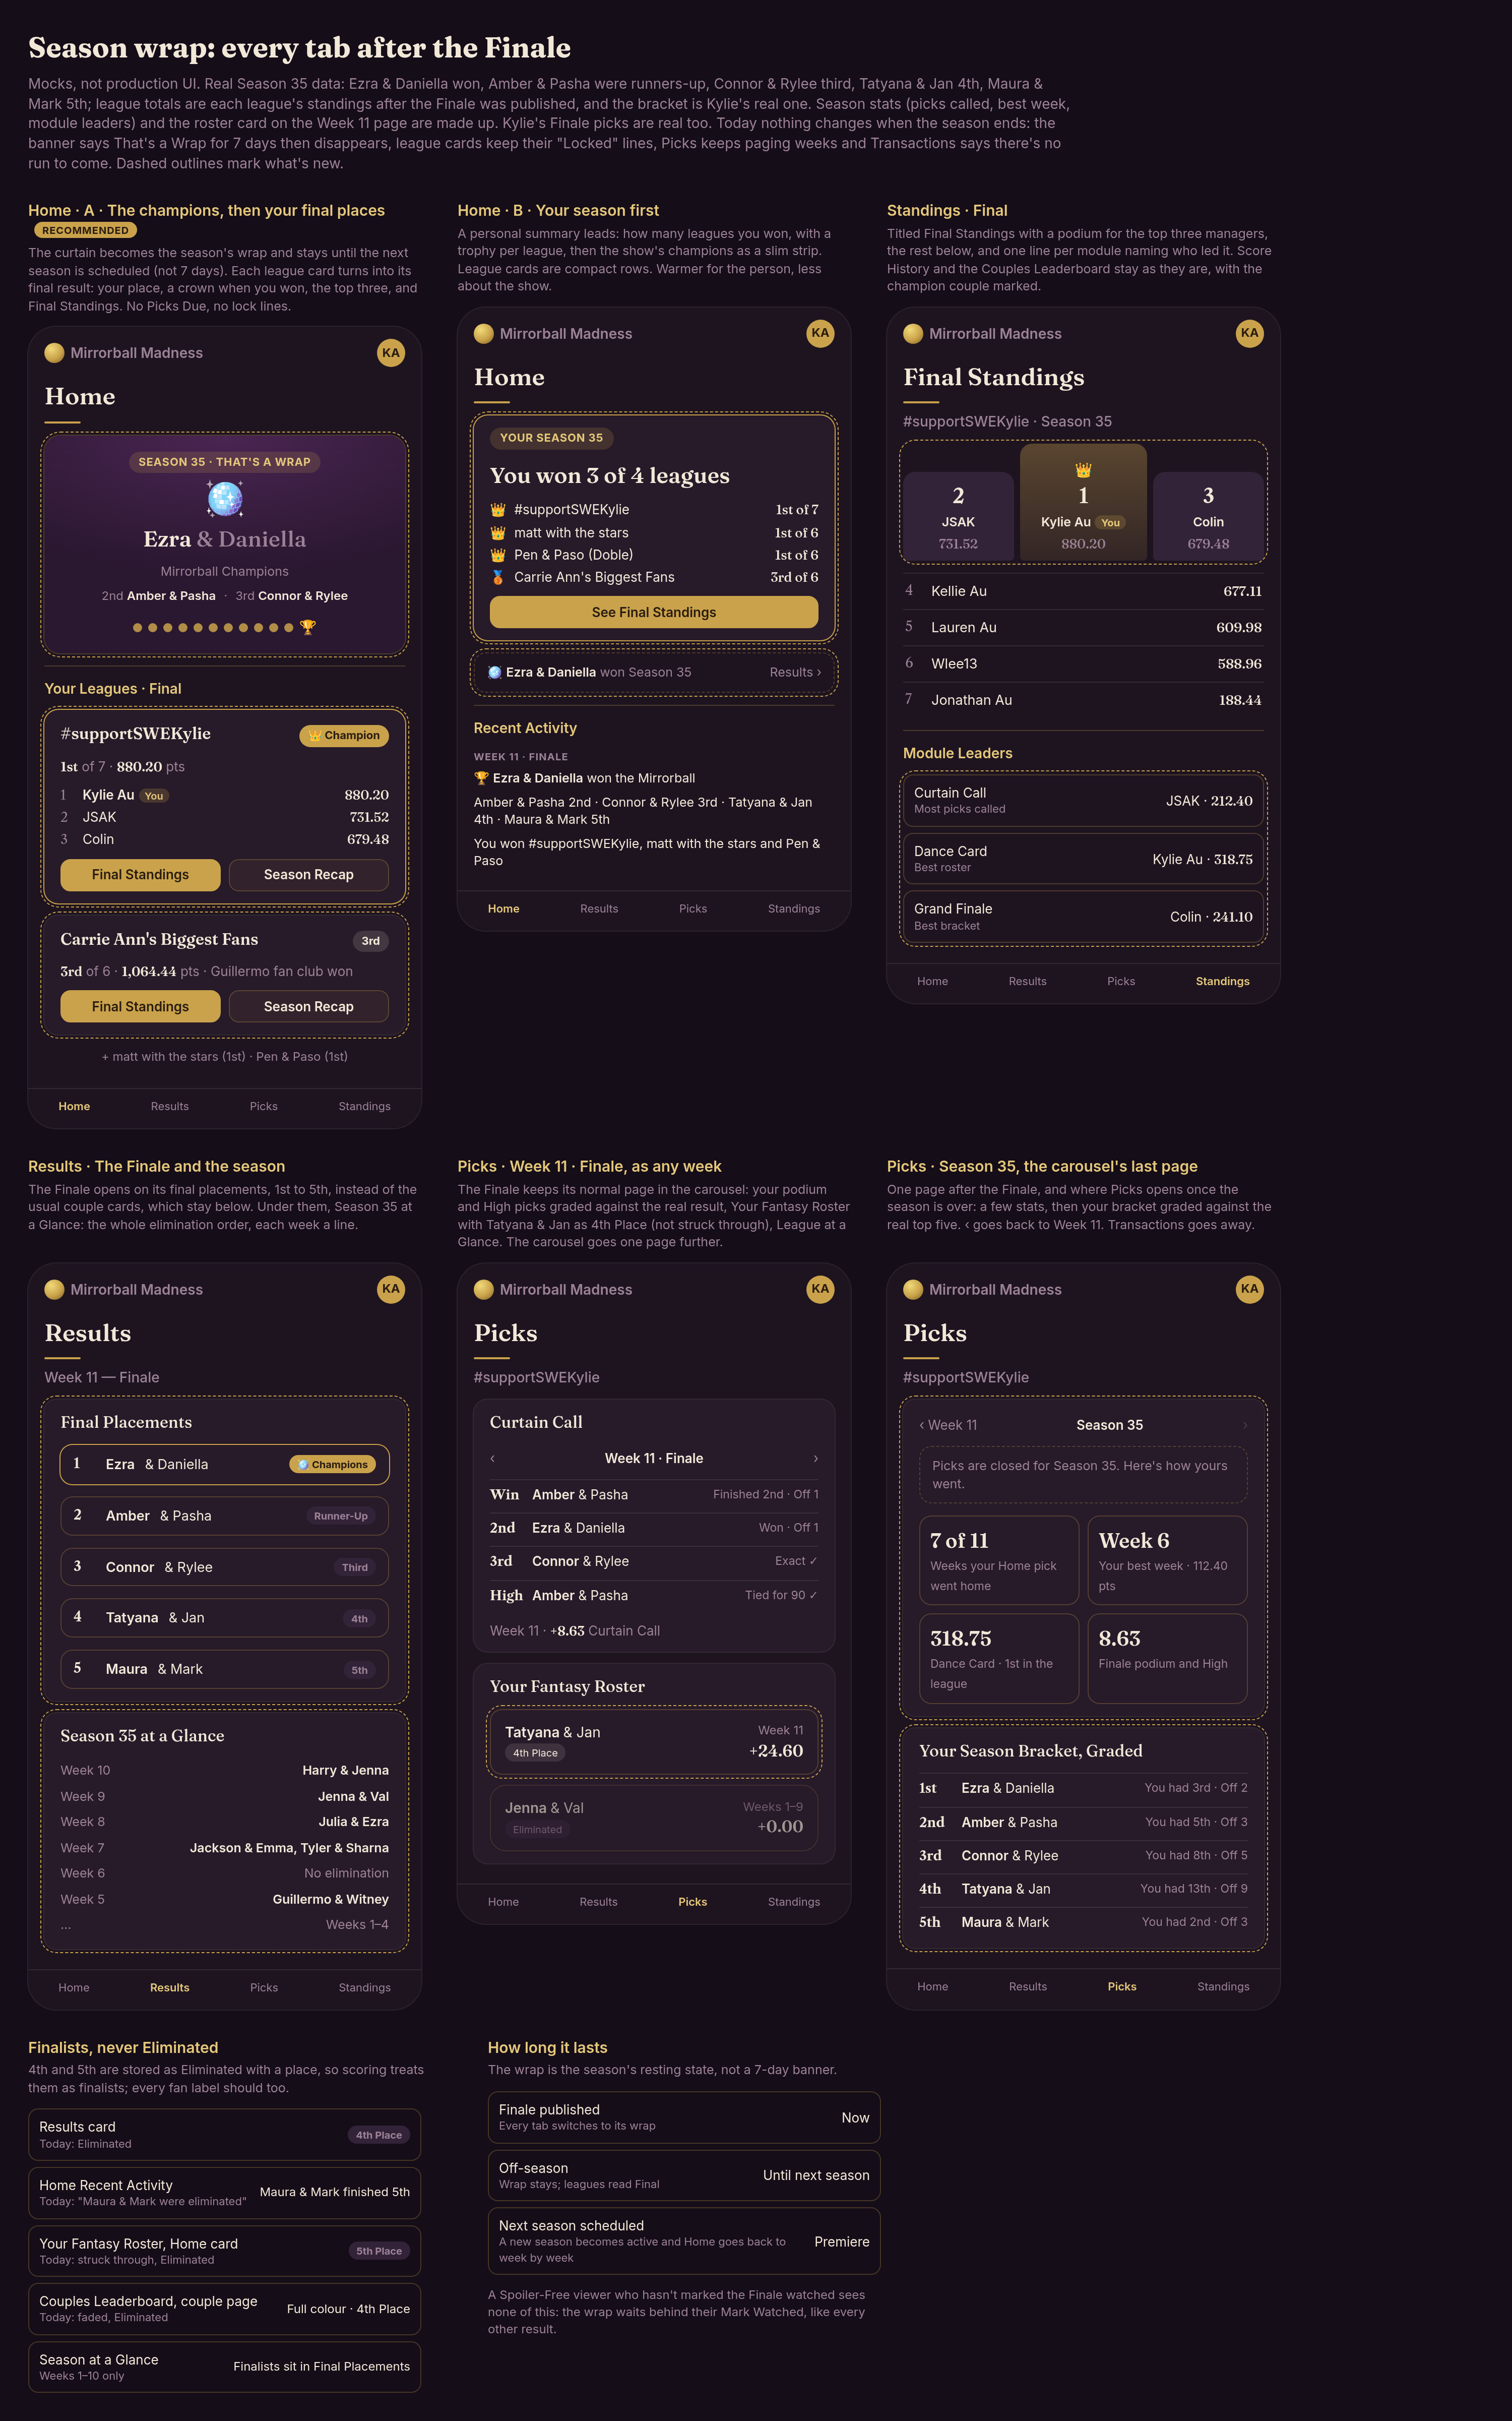 Season wrap: every tab after the Finale
Mocks, not production UI. Real Season 35 data: Ezra & Daniella won, Amber & Pasha were runners-up, Connor & Rylee third, Tatyana & Jan 4th, Maura &
Mark 5th; league totals are each league's standings after the Finale was published, and the bracket is Kylie's real one. Season stats (picks called, best week,
module leaders) and the roster card on the Week 11 page are made up. Kylie's Finale picks are real too. Today nothing changes when the season ends: the
banner says That's a Wrap for 7 days then disappears, league cards keep their "Locked" lines, Picks keeps paging weeks and Transactions says there's no
run to come. Dashed outlines mark what's new.
Home · A · The champions, then your final places
RECOMMENDED
The curtain becomes the season's wrap and stays until the next
season is scheduled (not 7 days). Each league card turns into its
final result: your place, a crown when you won, the top three, and
Final Standings. No Picks Due, no lock lines.
Mirrorball Madness
KA
Home
SEASON 35 · THAT'S A WRAP
Ezra & Daniella
Mirrorball Champions
2nd Amber & Pasha · 3rd Connor & Rylee
Your Leagues · Final
#supportSWEKylie
👑 Champion
1st of 7 · 880.20 pts
1 Kylie Au You 880.20
2 JSAK 731.52
3 Colin 679.48
Final Standings
Season Recap
Carrie Ann's Biggest Fans
3rd
3rd of 6 · 1,064.44 pts · Guillermo fan club won
Final Standings
Season Recap
+ matt with the stars (1st) · Pen & Paso (1st)
Home Results Picks Standings
Home · B · Your season first
A personal summary leads: how many leagues you won, with a
trophy per league, then the show's champions as a slim strip.
League cards are compact rows. Warmer for the person, less
about the show.
Mirrorball Madness
KA
Home
YOUR SEASON 35
You won 3 of 4 leagues
👑 #supportSWEKylie 1st of 7
👑 matt with the stars 1st of 6
👑 Pen & Paso (Doble) 1st of 6
🥉 Carrie Ann's Biggest Fans 3rd of 6
See Final Standings
Ezra & Daniella won Season 35 Results ›
Recent Activity
WEEK 11 · FINALE
🏆 Ezra & Daniella won the Mirrorball
Amber & Pasha 2nd · Connor & Rylee 3rd · Tatyana & Jan
4th · Maura & Mark 5th
You won #supportSWEKylie, matt with the stars and Pen &
Paso
Home Results Picks Standings
Standings · Final
Titled Final Standings with a podium for the top three managers,
the rest below, and one line per module naming who led it. Score
History and the Couples Leaderboard stay as they are, with the
champion couple marked.
Mirrorball Madness
KA
Final Standings
#supportSWEKylie · Season 35
2
JSAK
731.52
👑
1
Kylie Au You
880.20
3
Colin
679.48
4 Kellie Au 677.11
5 Lauren Au 609.98
6 Wlee13 588.96
7 Jonathan Au 188.44
Module Leaders
Curtain Call
Most picks called
JSAK · 212.40
Dance Card
Best roster
Kylie Au · 318.75
Grand Finale
Best bracket
Colin · 241.10
Home Results Picks Standings
Results · The Finale and the season
The Finale opens on its final placements, 1st to 5th, instead of the
usual couple cards, which stay below. Under them, Season 35 at
a Glance: the whole elimination order, each week a line.
Mirrorball Madness
KA
Results
Week 11 — Finale
Final Placements
1 Ezra & Daniella 🪩 Champions
2 Amber & Pasha Runner-Up
3 Connor & Rylee Third
4 Tatyana & Jan 4th
5 Maura & Mark 5th
Season 35 at a Glance
Week 10 Harry & Jenna
Week 9 Jenna & Val
Week 8 Julia & Ezra
Week 7 Jackson & Emma, Tyler & Sharna
Week 6 No elimination
Week 5 Guillermo & Witney
... Weeks 1–4
Home Results Picks Standings
Picks · Week 11 · Finale, as any week
The Finale keeps its normal page in the carousel: your podium
and High picks graded against the real result, Your Fantasy Roster
with Tatyana & Jan as 4th Place (not struck through), League at a
Glance. The carousel goes one page further.
Mirrorball Madness
KA
Picks
#supportSWEKylie
Curtain Call
‹ Week 11 · Finale ›
Win Amber & Pasha Finished 2nd · Off 1
2nd Ezra & Daniella Won · Off 1
3rd Connor & Rylee Exact ✓
High Amber & Pasha Tied for 90 ✓
Week 11 · +8.63 Curtain Call
Your Fantasy Roster
Tatyana & Jan Week 11
4th Place +24.60
Jenna & Val Weeks 1–9
Eliminated +0.00
Home Results Picks Standings
Picks · Season 35, the carousel's last page
One page after the Finale, and where Picks opens once the
season is over: a few stats, then your bracket graded against the
real top five. ‹ goes back to Week 11. Transactions goes away.
Mirrorball Madness
KA
Picks
#supportSWEKylie
‹ Week 11 Season 35 ›
Picks are closed for Season 35. Here's how yours
went.
7 of 11
Weeks your Home pick
went home
Week 6
Your best week · 112.40
pts
318.75
Dance Card · 1st in the
league
8.63
Finale podium and High
Your Season Bracket, Graded
1st Ezra & Daniella You had 3rd · Off 2
2nd Amber & Pasha You had 5th · Off 3
3rd Connor & Rylee You had 8th · Off 5
4th Tatyana & Jan You had 13th · Off 9
5th Maura & Mark You had 2nd · Off 3
Home Results Picks Standings
Finalists, never Eliminated
4th and 5th are stored as Eliminated with a place, so scoring treats
them as finalists; every fan label should too.
Results card
Today: Eliminated
4th Place
Home Recent Activity
Today: "Maura & Mark were eliminated"
Maura & Mark finished 5th
Your Fantasy Roster, Home card
Today: struck through, Eliminated
5th Place
Couples Leaderboard, couple page
Today: faded, Eliminated
Full colour · 4th Place
Season at a Glance
Weeks 1–10 only
Finalists sit in Final Placements
How long it lasts
The wrap is the season's resting state, not a 7-day banner.
Finale published
Every tab switches to its wrap
Now
Off-season
Wrap stays; leagues read Final
Until next season
Next season scheduled
A new season becomes active and Home goes back to
week by week
Premiere
A Spoiler-Free viewer who hasn't marked the Finale watched sees
none of this: the wrap waits behind their Mark Watched, like every
other result.